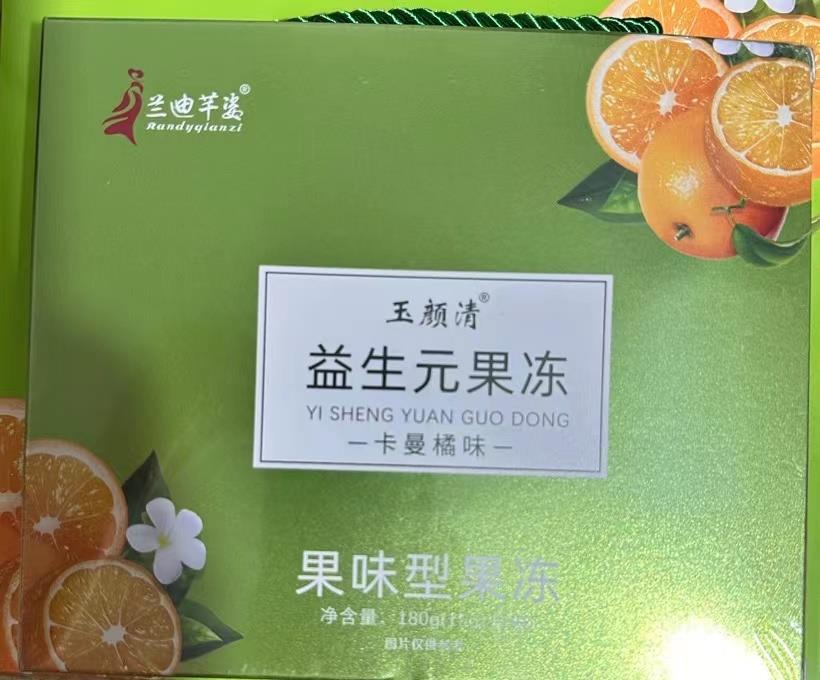 兰迪芊姿®
Randyqianzi
玉颜清®
益生元果冻
YI SHENG YUAN GUO DONG
—卡曼橘味—
果味型果冻
净含量：180g
图片仅供参考